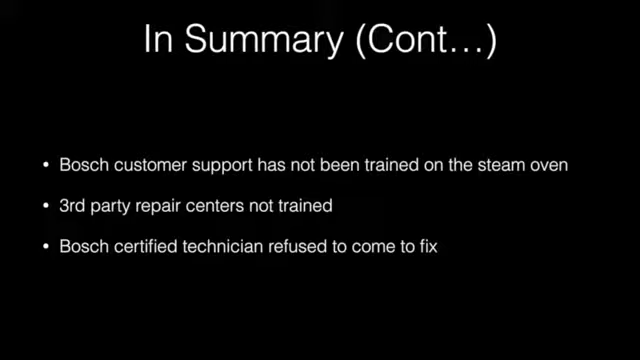 In Summary (Cont…)
• Bosch customer support has not been trained on the steam oven
• 3rd party repair centers not trained
• Bosch certified technician refused to come to fix